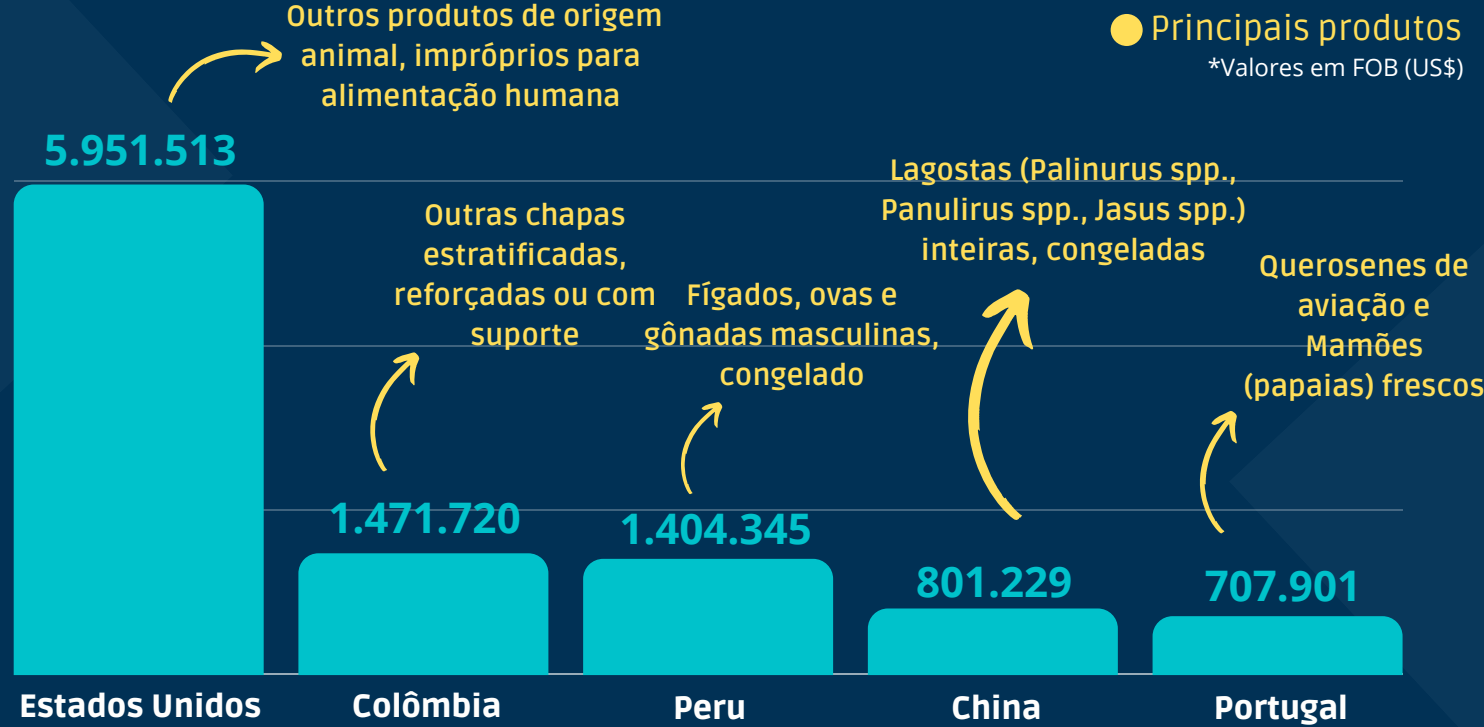 Outros produtos de origem
animal, impróprios para
alimentação humana
Principais produtos
*Valores em FOB (US$)
5.951.513
Outras chapas
estratificadas,
reforçadas ou com
suporte
Fígados, ovas e
gônadas masculinas,
congelado
Lagostas (Palinurus spp.,
Panulirus spp., Jasus spp.)
inteiras, congeladas
Querosenes de
aviação e
Mamões
(papaias) frescos
1.471.720
1.404.345
801.229
707.901
Estados Unidos
Colômbia
Peru
China
Portugal